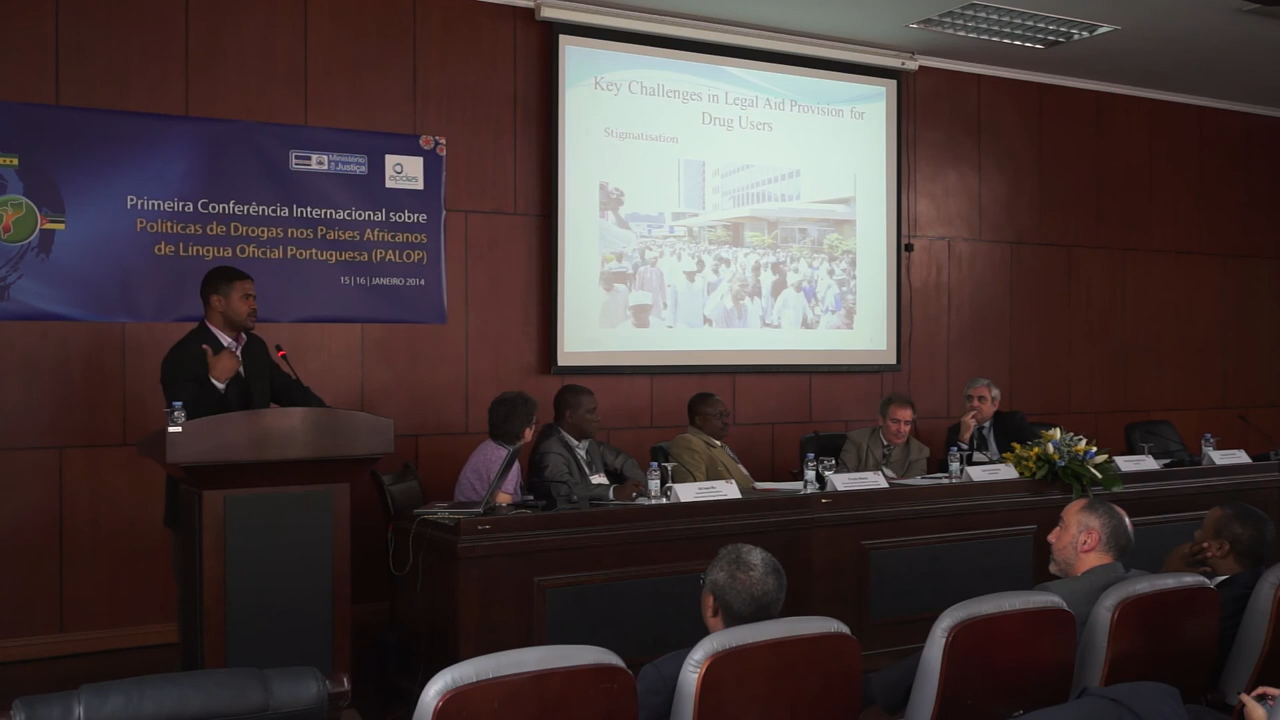 Ministério
da Justiça
apdes
Primeira Conferência Internacional sobre
Políticas de Drogas nos Países Africanos
de Língua Oficial Portuguesa (PALOP)
15 | 16 | JANEIRO 2014
Key Challenges in Legal Aid Provision for
Drug Users
Stigmatisation